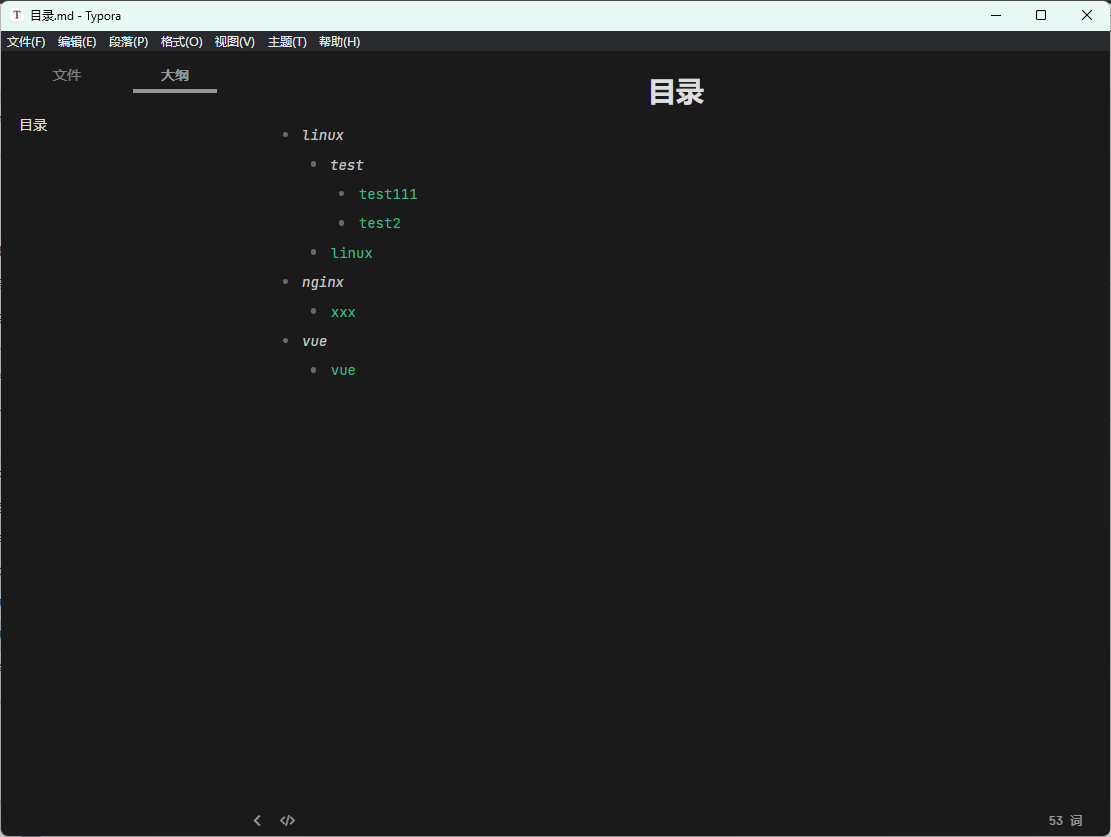 目录.md - Typora
文件(F) 编辑(E) 段落(P) 格式(O) 视图(V) 主题(T) 帮助(H)
文件 大纲
目录
目录
linux
test
test111
test2
linux
nginx
xxx
vue
vue
53 词